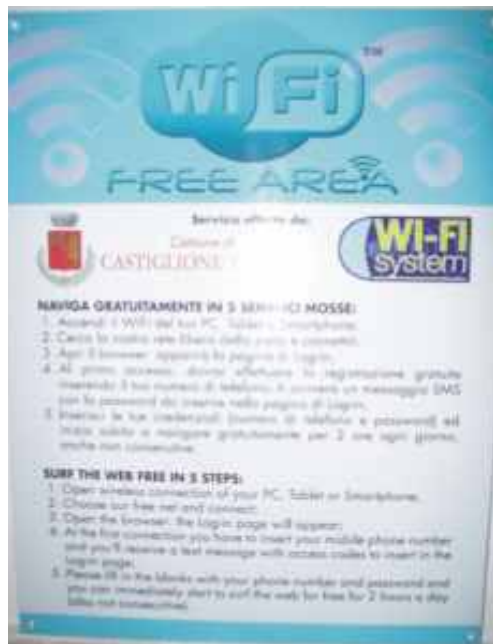 WiFi
TM
FREE AREA
Servizio offerto da:
Comune di
CASTIGLIONE
WI-FI
system
NAVIGA GRATUITAMENTE IN 5 SEMPLICI MOSSE:
1. Accendi il WiFi del tuo PC, Tablet o Smartphone;
2. Cerca la nostra rete libera e connettiti;
3. Apri il browser, apparirà la pagina di Login;
4. Al primo accesso, dovrai effettuare la registrazione gratuita
inserendo il tuo numero di telefono, ti arriverà un messaggio SMS
con la password da inserire nella pagina di Login;
5. Inserisci le tue credenziali (numero di telefono e password) ed
inizia subito a navigare gratuitamente per 2 ore ogni giorno,
anche non consecutive.
SURF THE WEB FREE IN 5 STEPS:
1. Open wireless connection of your PC, Tablet or Smartphone;
2. Choose our free net and connect;
3. Open the browser, the Login page will appear;
4. At the first connection you have to insert your mobile phone number
and you'll receive a text message with access codes to insert in the
Login page;
5. Please fill in the blanks with your phone number and password and
you can immediately start to surf the web for free for 2 hours a day
(also not consecutive).